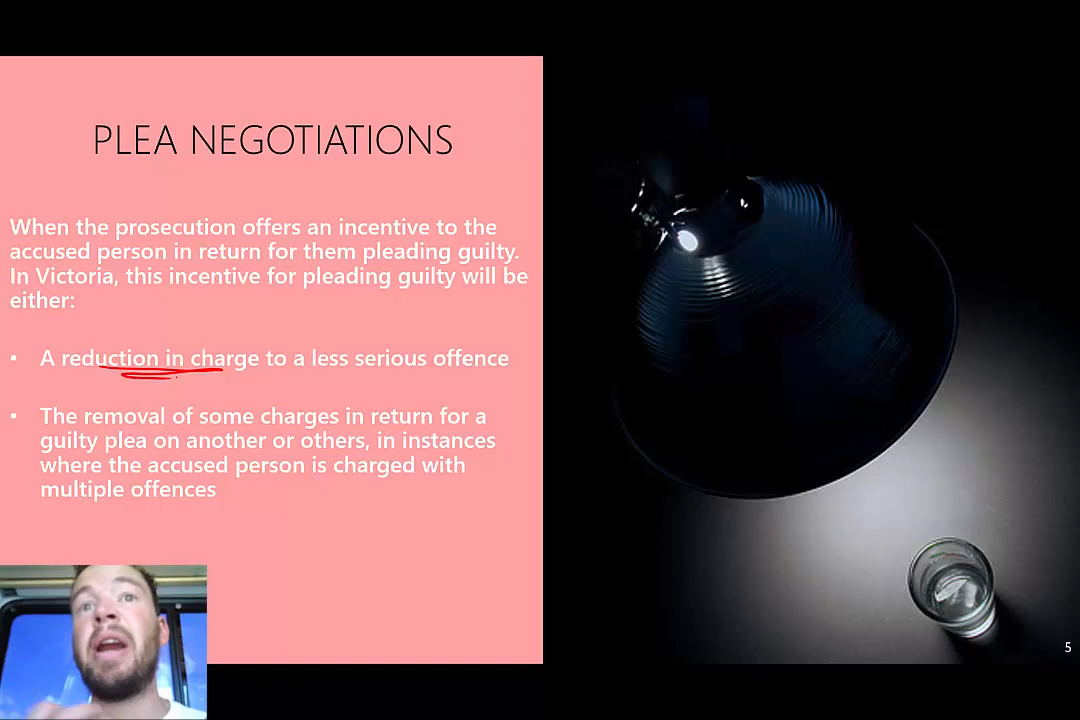 PLEA NEGOTIATIONS
When the prosecution offers an incentive to the
accused person in return for them pleading guilty.
In Victoria, this incentive for pleading guilty will be
either:
• A reduction in charge to a less serious offence
• The removal of some charges in return for a
guilty plea on another or others, in instances
where the accused person is charged with
multiple offences
5